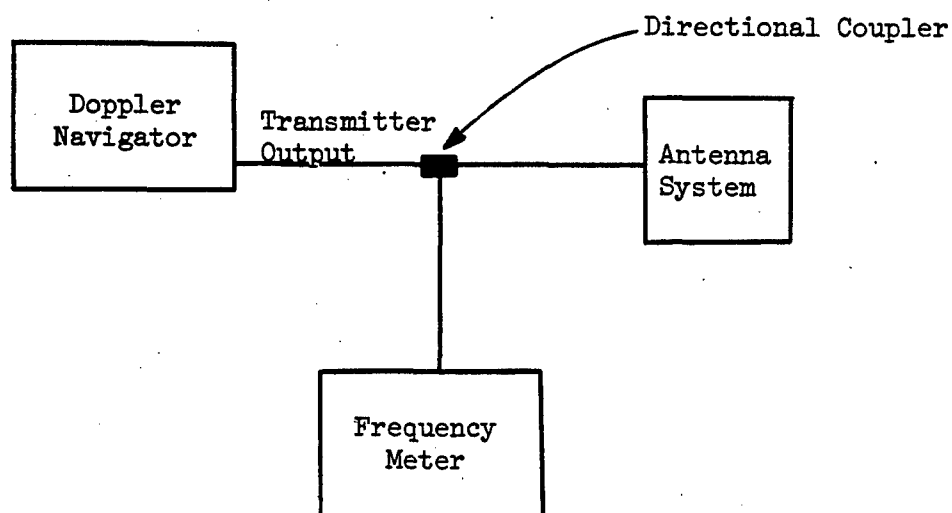 Directional Coupler
Doppler
Navigator
Transmitter
Output
Antenna
System
Frequency
Meter